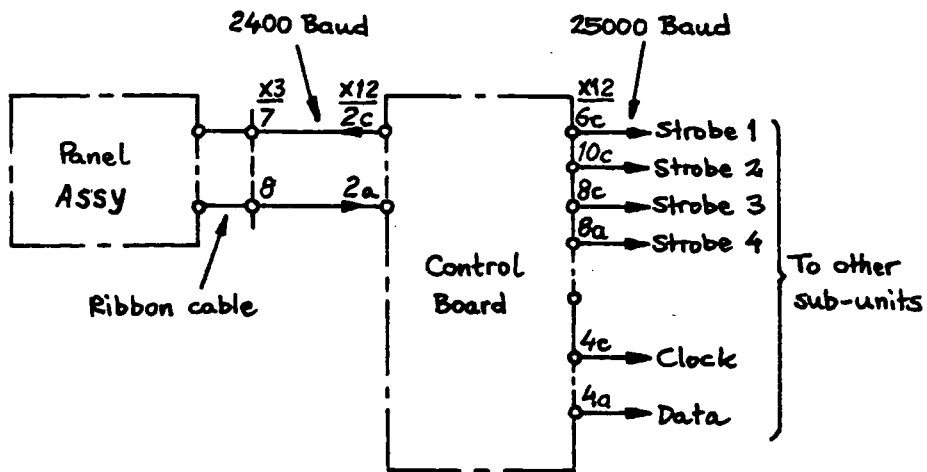 2400 Baud
25000 Baud
X3
X12
X12
7
2c
6c
Strobe 1
10c
Strobe 2
Panel
Assy
8
2a
8c
Strobe 3
8a
Strobe 4
Control
Board
To other
sub-units
Ribbon cable
4c
Clock
4a
Data